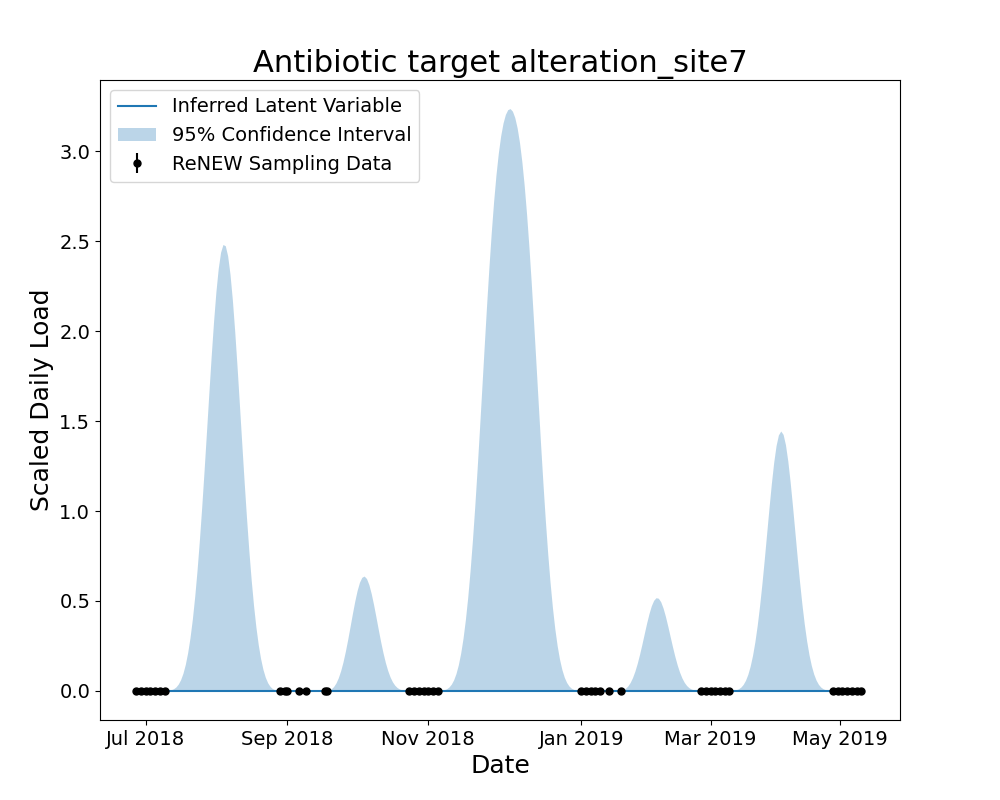 Antibiotic target alteration_site7
Inferred Latent Variable
95% Confidence Interval
ReNEW Sampling Data
Scaled Daily Load
3.0
2.5
2.0
1.5
1.0
0.5
0.0
Jul 2018 Sep 2018 Nov 2018 Jan 2019 Mar 2019 May 2019
Date